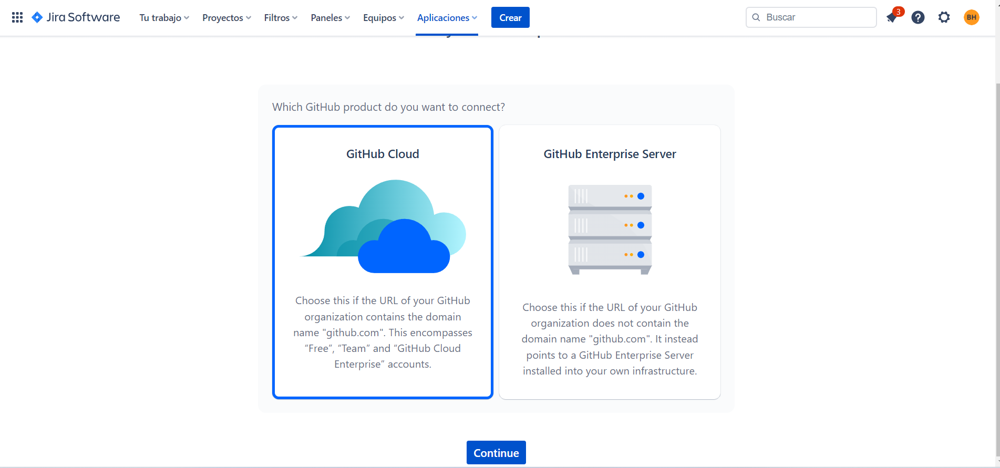 Jira Software Tu trabajo Proyectos Filtros Paneles Equipos Aplicaciones Crear Buscar 3 ? BH
Which GitHub product do you want to connect?
GitHub Cloud
Choose this if the URL of your GitHub
organization contains the domain
name "github.com". This encompasses
“Free”, “Team” and “GitHub Cloud
Enterprise” accounts.
GitHub Enterprise Server
Choose this if the URL of your GitHub
organization does not contain the
domain name "github.com". It instead
points to a GitHub Enterprise Server
installed into your own infrastructure.
Continue